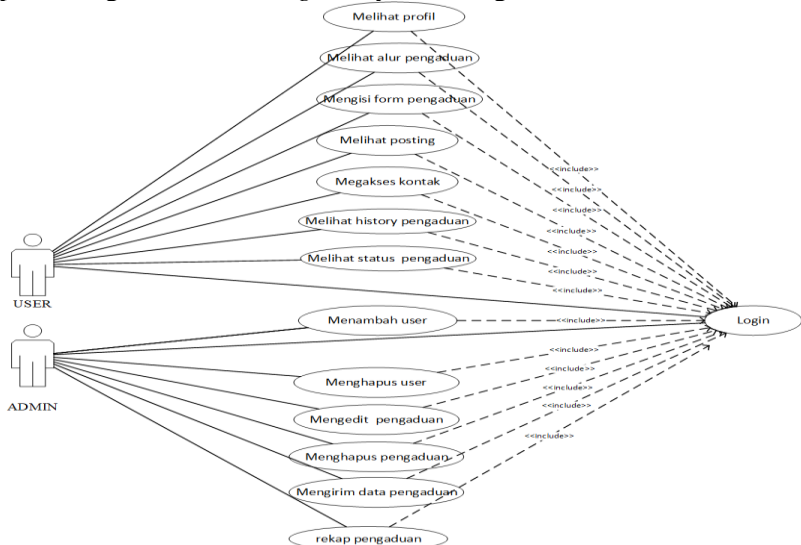 Melihat profil
Melihat alur pengaduan
Mengisi form pengaduan
Melihat posting
Megakses kontak
Melihat history pengaduan
Melihat status pengaduan
USER
Menambah user
Login
ADMIN
Menghapus user
Mengedit pengaduan
Menghapus pengaduan
Mengirim data pengaduan
rekap pengaduan
<<include>>
<<include>>
<<include>>
<<include>>
<<include>>
<<include>>
<<include>>
<<include>>
<<include>>
<<include>>
<<include>>
<<include>>
<<include>>